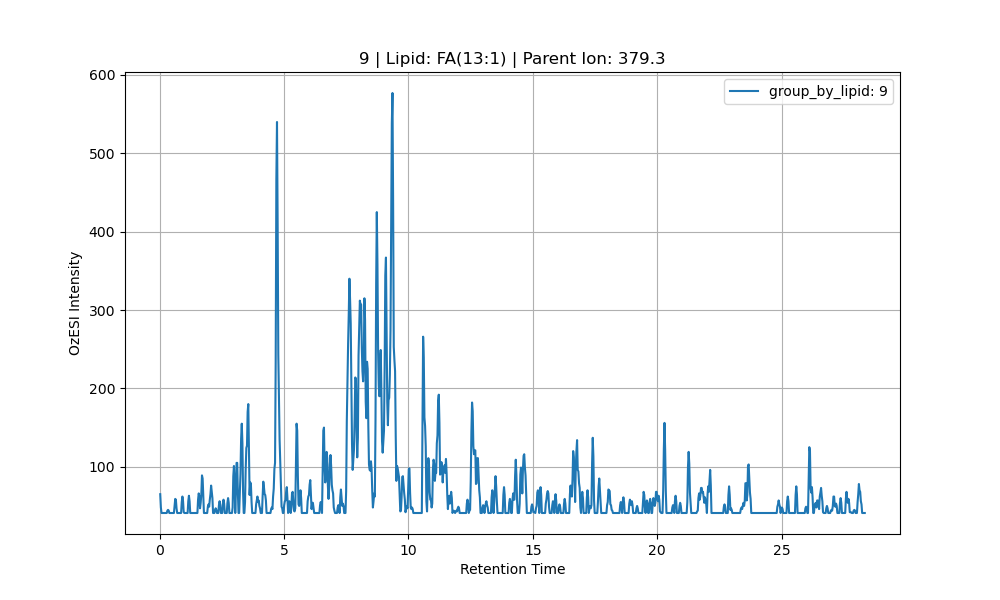 9 | Lipid: FA(13:1) | Parent Ion: 379.3
group_by_lipid: 9
OzESI Intensity
600
500
400
300
200
100
0 5 10 15 20 25
Retention Time